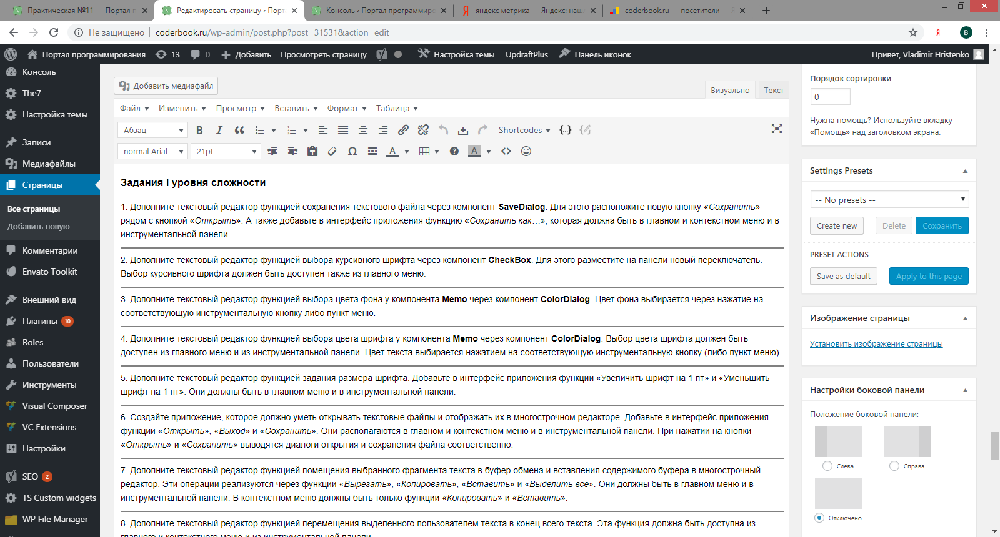 Практическая №11 — Портал п
Редактировать страницу ‹ Порт
Консоль ‹ Портал программиро
яндекс метрика — Яндекс: наш
coderbook.ru — посетители — Я
Не защищено | coderbook.ru/wp-admin/post.php?post=31531&action=edit
Я
B
Портал программирования
13
0
Добавить
Просмотреть страницу
Настройка темы
UpdraftPlus
Панель иконок
Привет, Vladimir Hristenko
Консоль
The7
Настройка темы
Записи
Медиафайлы
Страницы
Все страницы
Добавить новую
Комментарии
Envato Toolkit
Внешний вид
Плагины 10
Roles
Пользователи
Инструменты
Visual Composer
VC Extensions
Настройки
SEO 2
TS Custom widgets
WP File Manager
Добавить медиафайл
Визуально
Текст
Файл
Изменить
Просмотр
Вставить
Формат
Таблица
Абзац
Shortcodes
normal Arial
21pt
Задания I уровня сложности
1. Дополните текстовый редактор функцией сохранения текстового файла через компонент SaveDialog. Для этого расположите новую кнопку «Сохранить»
рядом с кнопкой «Открыть». А также добавьте в интерфейс приложения функцию «Сохранить как…», которая должна быть в главном и контекстном меню и в
инструментальной панели.
2. Дополните текстовый редактор функцией выбора курсивного шрифта через компонент CheckBox. Для этого разместите на панели новый переключатель.
Выбор курсивного шрифта должен быть доступен также из главного меню.
3. Дополните текстовый редактор функцией выбора цвета фона у компонента Memo через компонент ColorDialog. Цвет фона выбирается через нажатие на
соответствующую инструментальную кнопку либо пункт меню.
4. Дополните текстовый редактор функцией выбора цвета шрифта у компонента Memo через компонент ColorDialog. Выбор цвета шрифта должен быть
доступен из главного меню и из инструментальной панели. Цвет текста выбирается нажатием на соответствующую инструментальную кнопку (либо пункт меню).
5. Дополните текстовый редактор функцией задания размера шрифта. Добавьте в интерфейс приложения функции «Увеличить шрифт на 1 пт» и «Уменьшить
шрифт на 1 пт». Они должны быть в главном меню и в инструментальной панели.
6. Создайте приложение, которое должно уметь открывать текстовые файлы и отображать их в многострочном редакторе. Добавьте в интерфейс приложения
функции «Открыть», «Выход» и «Сохранить». Они располагаются в главном и контекстном меню и в инструментальной панели. При нажатии на кнопки
«Открыть» и «Сохранить» выводятся диалоги открытия и сохранения файла соответственно.
7. Дополните текстовый редактор функцией помещения выбранного фрагмента текста в буфер обмена и вставления содержимого буфера в многострочный
редактор. Эти операции реализуются через функции «Вырезать», «Копировать», «Вставить» и «Выделить всё». Они должны быть в главном меню и в
инструментальной панели. В контекстном меню должны быть только функции «Копировать» и «Вставить».
8. Дополните текстовый редактор функцией перемещения выделенного пользователем текста в конец всего текста. Эта функция должна быть доступна из
главного и контекстного меню и из инструментальной панели.
Порядок сортировки
0
Нужна помощь? Используйте вкладку
«Помощь» над заголовком экрана.
Settings Presets
-- No presets --
Create new
Delete
Сохранить
PRESET ACTIONS
Save as default
Apply to this page
Изображение страницы
Установить изображение страницы
Настройки боковой панели
Положение боковой панели:
Слева
Справа
Отключено